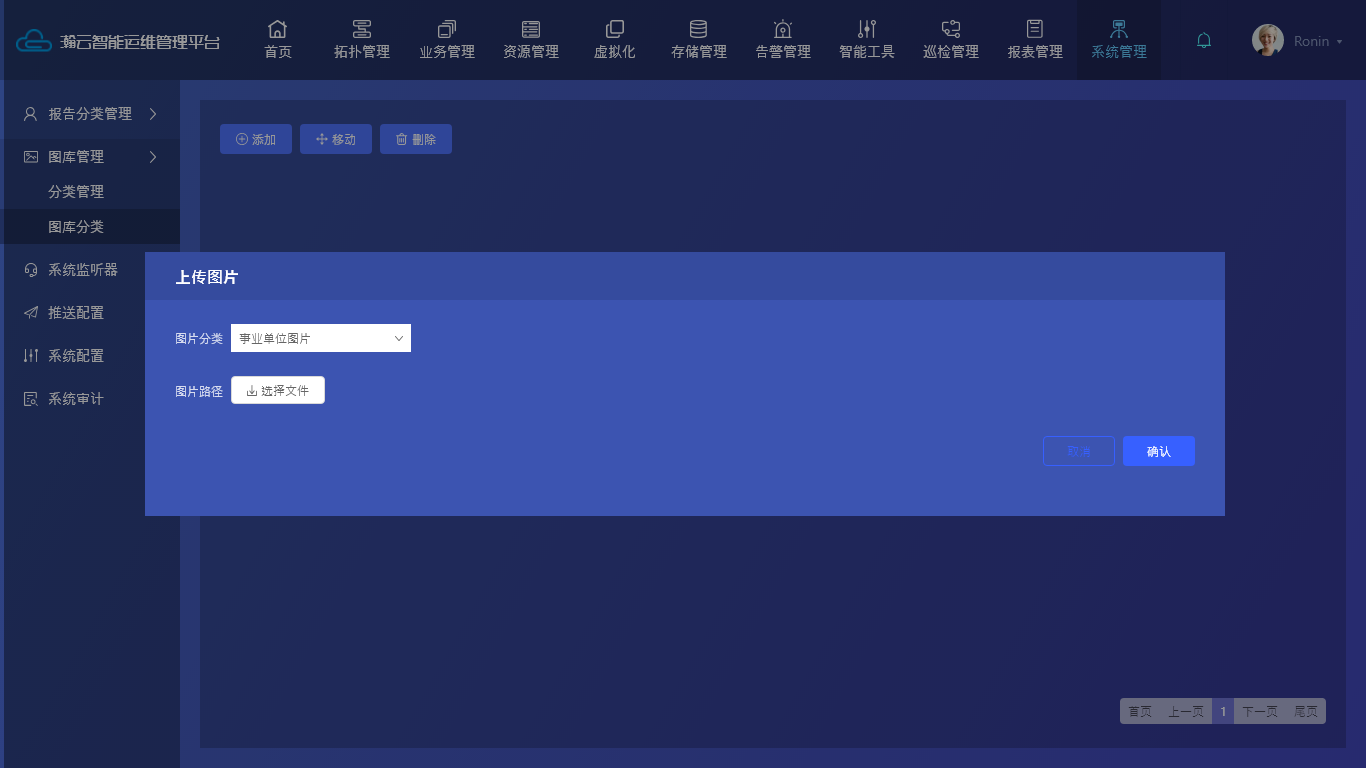 瀚云智能运维管理平台
首页
拓扑管理
业务管理
资源管理
虚拟化
存储管理
告警管理
智能工具
巡检管理
报表管理
系统管理
Ronin
报告分类管理
图库管理
分类管理
图库分类
系统监听器
推送配置
系统配置
系统审计
添加
移动
删除
上传图片
图片分类
事业单位图片
图片路径
选择文件
取消
确认
首页
上一页
1
下一页
尾页